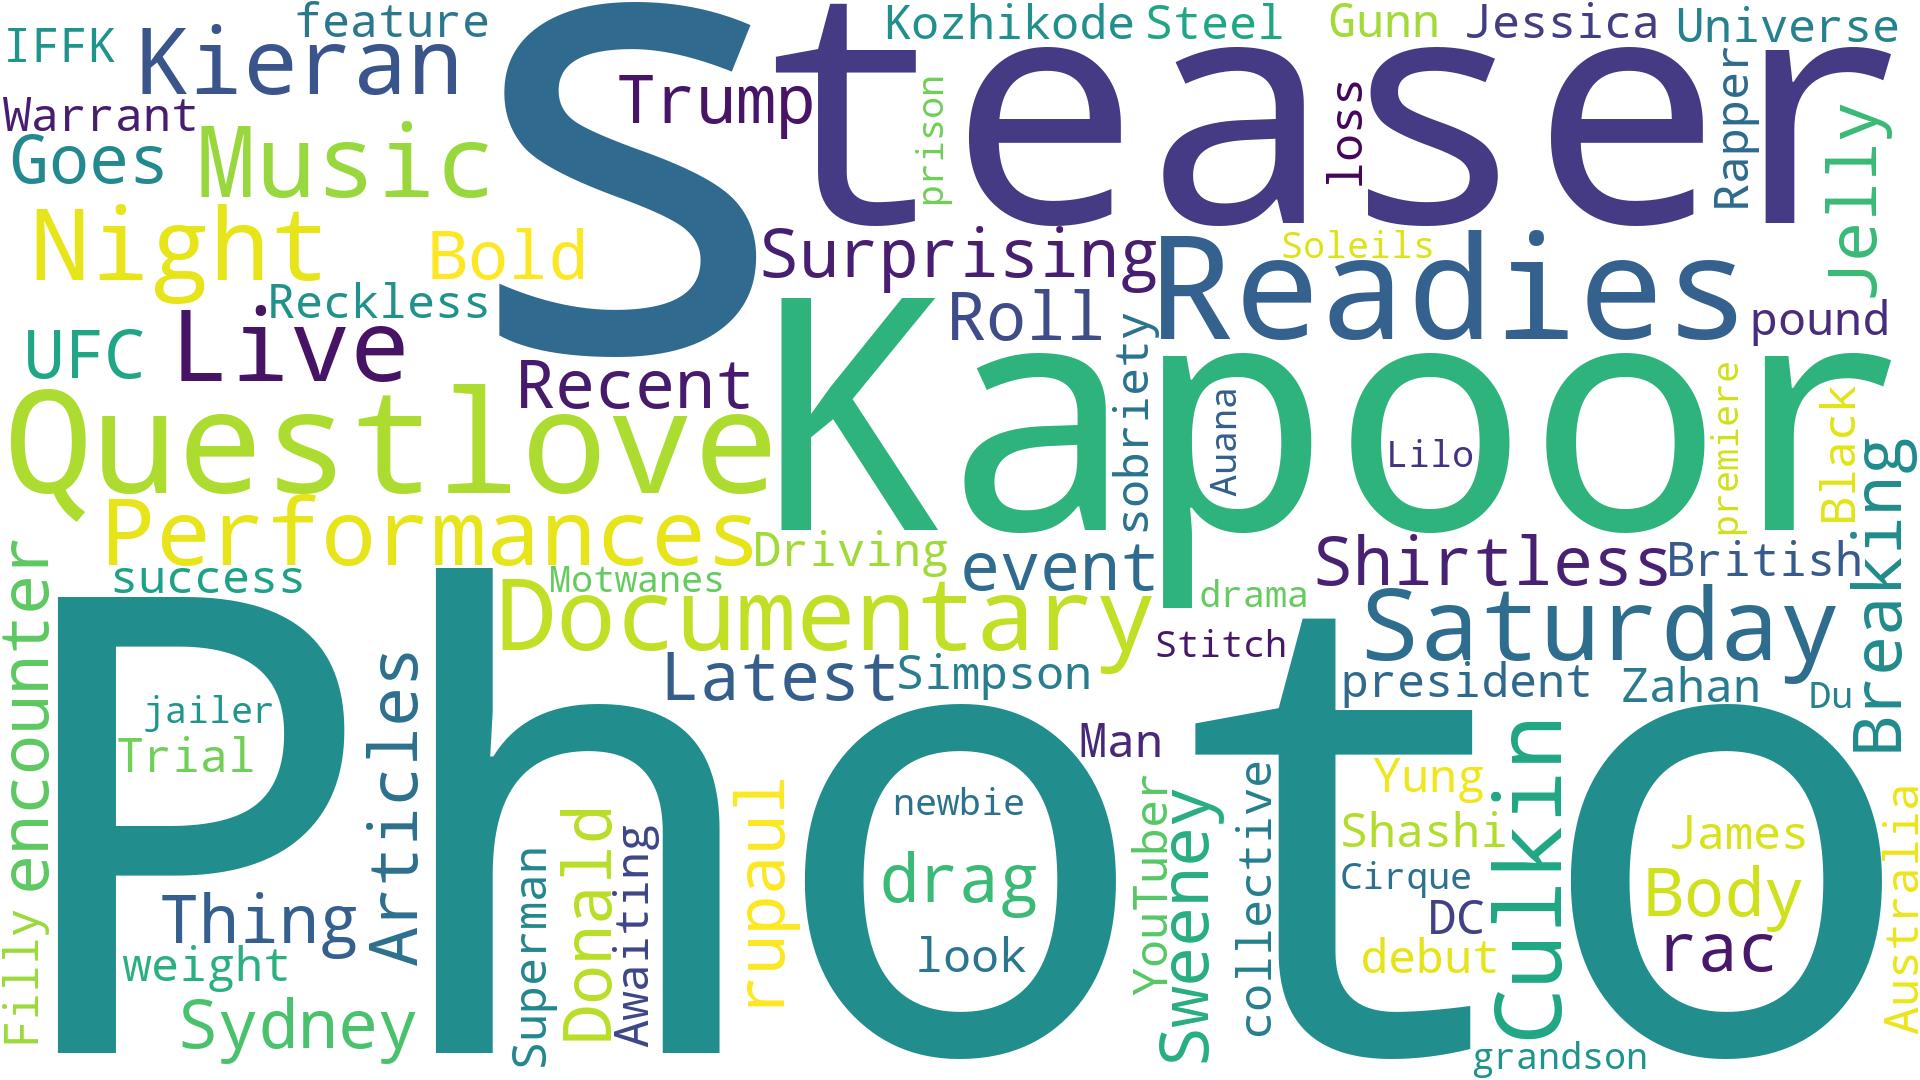 IFFK
feature
Kieran
Warrant
Goes
Music
S
Trump
teaser
Kozhikode
Steel
Gunn
Jessica
Universe
prison
loss
Rapper
Jelly
Night
Bold
Reckless
UFC
Live
Surprising
Soleils
Readies
Roll
pound
Recent
Questlove
Kapoor
sobriety
Auana
Lilo
premiere
Black
Breaking
Performances
Driving
event
Shirtless
British
success
Motwanes
Documentary
drama
Saturday
encounter
Photo
Latest
Simpson
Stitch
president
Zahan
Du
jailer
Trial
Articles
Man
newbie
drag
look
YouTuber
Sweeney
collective
Yung
Shashi
Cirque
DC
debut
Culkin
James
Body
rac
Australia
Thing
weight
Sydney
Filly
Superman
Donald
Awaiting
rupaul
grandson